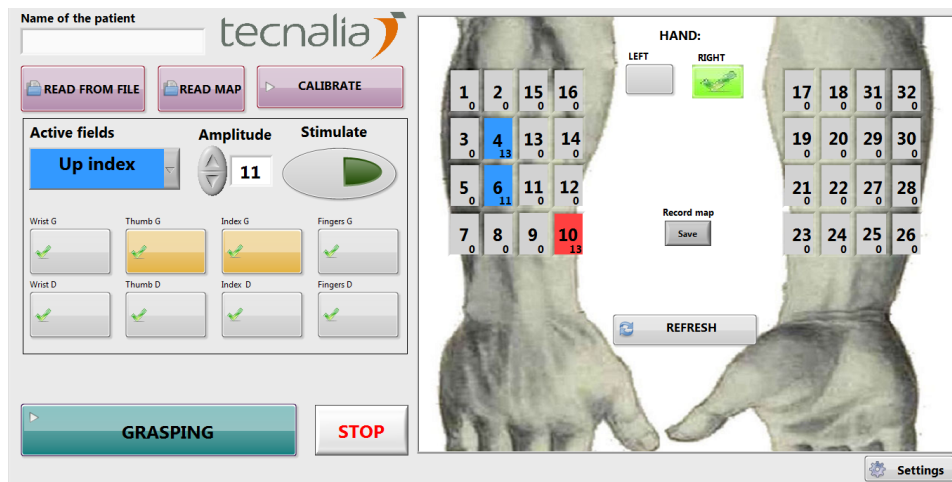 Name of the patient
tecnalia
READ FROM FILE
READ MAP
CALIBRATE
Active fields
Amplitude
Stimulate
Up index
11
Wrist G
Thumb G
Index G
Fingers G
Wrist D
Thumb D
Index D
Fingers D
GRASPING
STOP
HAND:
LEFT
RIGHT
1 0 2 0 15 0 16 0
3 0 4 13 13 0 14 0
5 0 6 11 11 0 12 0
7 0 8 0 9 0 10 13
Record map
Save
REFRESH
17 0 18 0 31 0 32 0
19 0 20 0 29 0 30 0
21 0 22 0 27 0 28 0
23 0 24 0 25 0 26 0
Settings